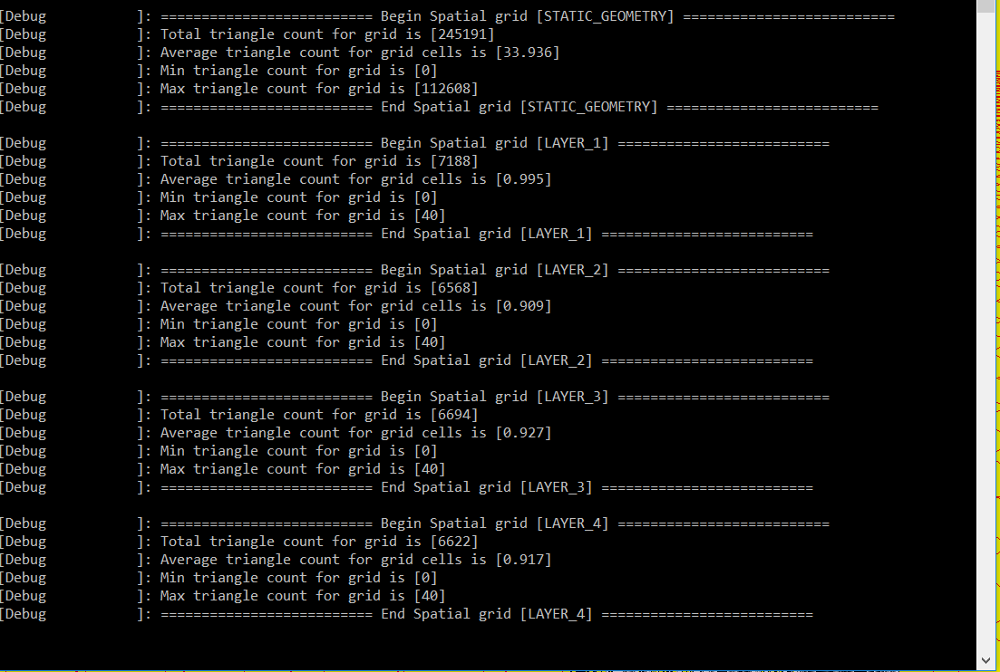 [Debug           ]: ========================== Begin Spatial grid [STATIC_GEOMETRY] ==========================
[Debug           ]: Total triangle count for grid is [245191]
[Debug           ]: Average triangle count for grid cells is [33.936]
[Debug           ]: Min triangle count for grid is [0]
[Debug           ]: Max triangle count for grid is [112608]
[Debug           ]: ========================== End Spatial grid [STATIC_GEOMETRY] ==========================
[Debug           ]: ========================== Begin Spatial grid [LAYER_1] ==========================
[Debug           ]: Total triangle count for grid is [7188]
[Debug           ]: Average triangle count for grid cells is [0.995]
[Debug           ]: Min triangle count for grid is [0]
[Debug           ]: Max triangle count for grid is [40]
[Debug           ]: ========================== End Spatial grid [LAYER_1] ==========================
[Debug           ]: ========================== Begin Spatial grid [LAYER_2] ==========================
[Debug           ]: Total triangle count for grid is [6568]
[Debug           ]: Average triangle count for grid cells is [0.909]
[Debug           ]: Min triangle count for grid is [0]
[Debug           ]: Max triangle count for grid is [40]
[Debug           ]: ========================== End Spatial grid [LAYER_2] ==========================
[Debug           ]: ========================== Begin Spatial grid [LAYER_3] ==========================
[Debug           ]: Total triangle count for grid is [6694]
[Debug           ]: Average triangle count for grid cells is [0.927]
[Debug           ]: Min triangle count for grid is [0]
[Debug           ]: Max triangle count for grid is [40]
[Debug           ]: ========================== End Spatial grid [LAYER_3] ==========================
[Debug           ]: ========================== Begin Spatial grid [LAYER_4] ==========================
[Debug           ]: Total triangle count for grid is [6622]
[Debug           ]: Average triangle count for grid cells is [0.917]
[Debug           ]: Min triangle count for grid is [0]
[Debug           ]: Max triangle count for grid is [40]
[Debug           ]: ========================== End Spatial grid [LAYER_4] ==========================